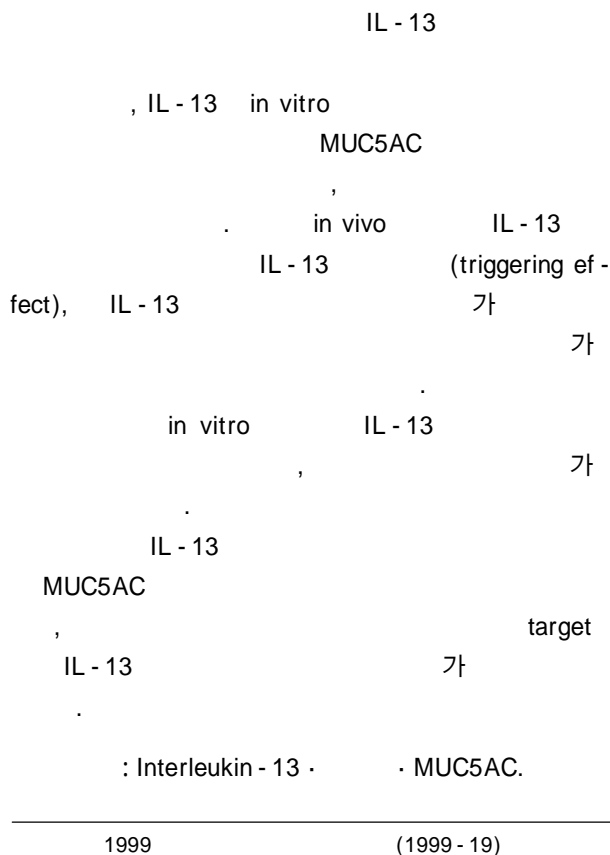 IL - 13
, IL - 13 in vitro
MUC5AC
,
. in vivo IL - 13
IL - 13 (triggering ef -
fect), IL - 13 가
가
.
in vitro IL - 13
, 가
.
IL - 13
MUC5AC
, target
IL - 13 가
.
: Interleukin - 13 · · MUC5AC.
1999 (1999 - 19)